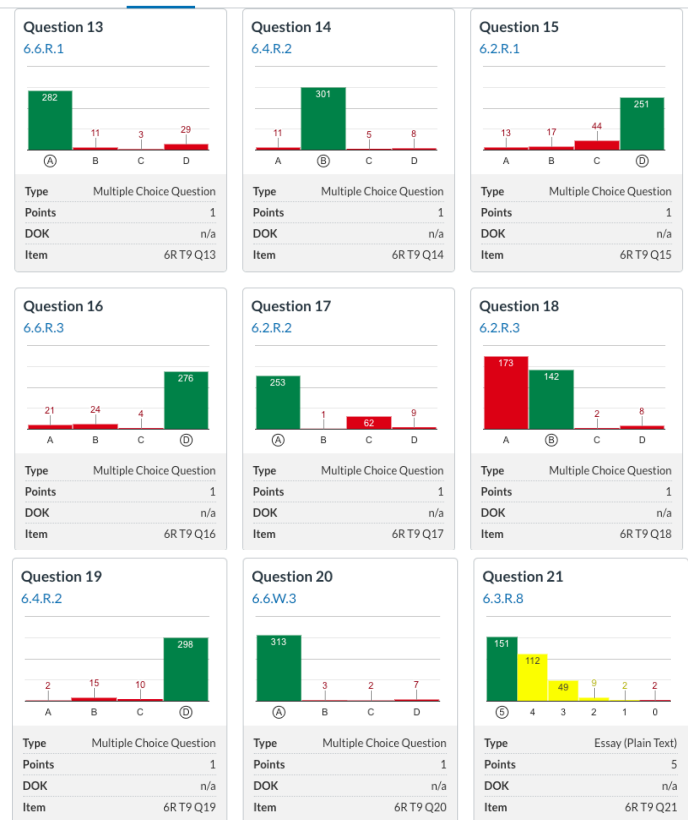 Question 13
6.6.R.1
282
11
3
29
A B C D
Type Multiple Choice Question
Points 1
DOK n/a
Item 6R T9 Q13
Question 14
6.4.R.2
11
301
5
8
A B C D
Type Multiple Choice Question
Points 1
DOK n/a
Item 6R T9 Q14
Question 15
6.2.R.1
13
17
44
251
A B C D
Type Multiple Choice Question
Points 1
DOK n/a
Item 6R T9 Q15
Question 16
6.6.R.3
21
24
4
276
A B C D
Type Multiple Choice Question
Points 1
DOK n/a
Item 6R T9 Q16
Question 17
6.2.R.2
253
1
62
9
A B C D
Type Multiple Choice Question
Points 1
DOK n/a
Item 6R T9 Q17
Question 18
6.2.R.3
173
142
2
8
A B C D
Type Multiple Choice Question
Points 1
DOK n/a
Item 6R T9 Q18
Question 19
6.4.R.2
2
15
10
298
A B C D
Type Multiple Choice Question
Points 1
DOK n/a
Item 6R T9 Q19
Question 20
6.6.W.3
313
3
2
7
A B C D
Type Multiple Choice Question
Points 1
DOK n/a
Item 6R T9 Q20
Question 21
6.3.R.8
151
112
49
9
2
2
5 4 3 2 1 0
Type Essay (Plain Text)
Points 5
DOK n/a
Item 6R T9 Q21